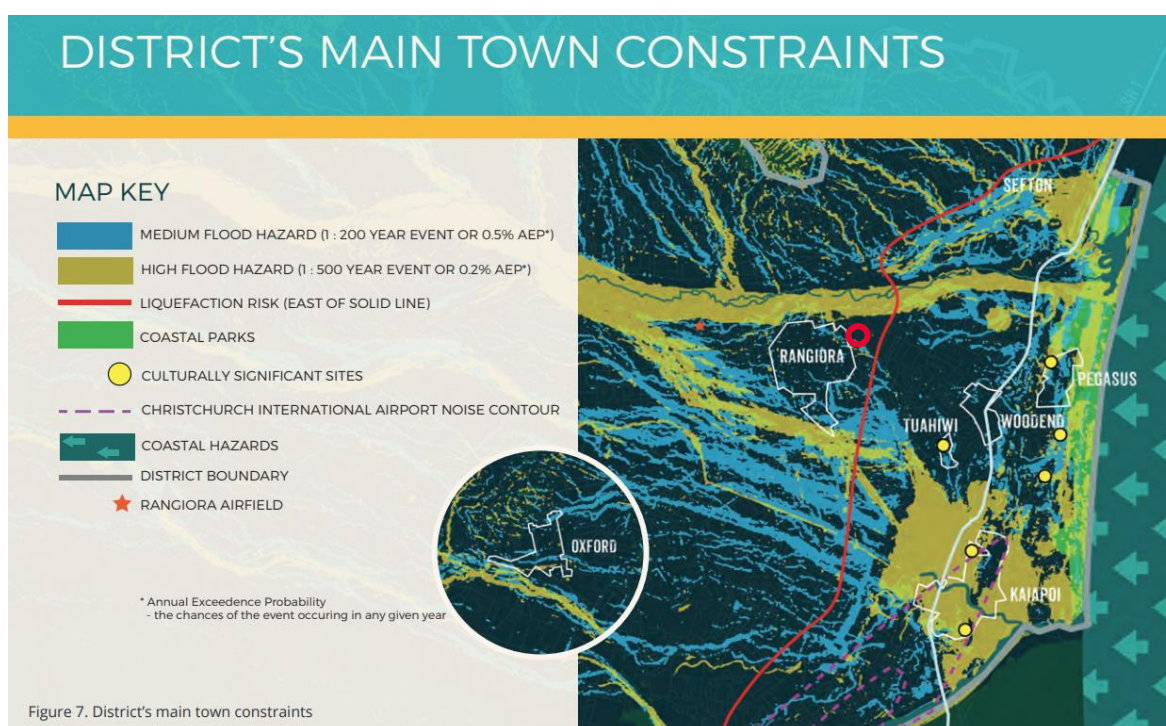 DISTRICT'S MAIN TOWN CONSTRAINTS
SH 1
MAP KEY
MEDIUM FLOOD HAZARD (1 : 200 YEAR EVENT OR 0.5% AEP*)
HIGH FLOOD HAZARD (1 : 500 YEAR EVENT OR 0.2% AEP*)
LIQUEFACTION RISK (EAST OF SOLID LINE)
COASTAL PARKS
CULTURALLY SIGNIFICANT SITES
CHRISTCHURCH INTERNATIONAL AIRPORT NOISE CONTOUR
COASTAL HAZARDS
DISTRICT BOUNDARY
RANGIORA AIRFIELD
* Annual Exceedence Probability
- the chances of the event occuring in any given year
SEFTON
RANGIORA
PEGASUS
TUAHIWI
WOODEND
OXFORD
KAIAPOI
Figure 7. District's main town constraints